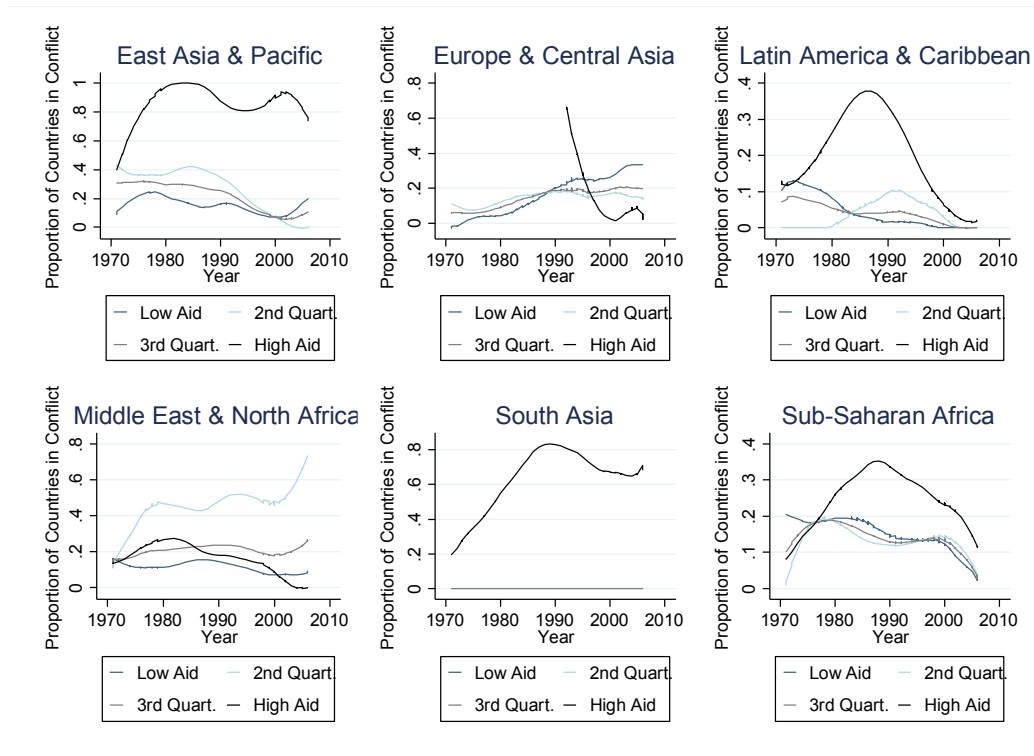 East Asia & Pacific
Proportion of Countries in Conflict
1
.8
.6
.4
.2
0
1970 1980 1990 2000 2010
Year
Low Aid 2nd Quart.
3rd Quart. High Aid
Europe & Central Asia
Proportion of Countries in Conflict
.8
.6
.4
.2
0
1970 1980 1990 2000 2010
Year
Low Aid 2nd Quart.
3rd Quart. High Aid
Latin America & Caribbean
Proportion of Countries in Conflict
.4
.3
.2
.1
0
1970 1980 1990 2000 2010
Year
Low Aid 2nd Quart.
3rd Quart. High Aid
Middle East & North Africa
Proportion of Countries in Conflict
.8
.6
.4
.2
0
1970 1980 1990 2000 2010
Year
Low Aid 2nd Quart.
3rd Quart. High Aid
South Asia
Proportion of Countries in Conflict
.8
.6
.4
.2
0
1970 1980 1990 2000 2010
Year
Low Aid 2nd Quart.
3rd Quart. High Aid
Sub-Saharan Africa
Proportion of Countries in Conflict
.4
.3
.2
.1
0
1970 1980 1990 2000 2010
Year
Low Aid 2nd Quart.
3rd Quart. High Aid